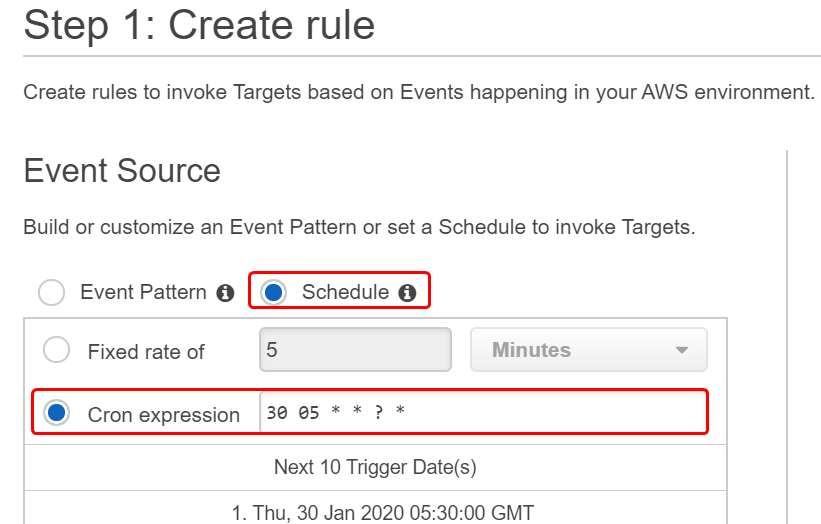 Step 1: Create rule
Create rules to invoke Targets based on Events happening in your AWS environment.
Event Source
Build or customize an Event Pattern or set a Schedule to invoke Targets.
Event Pattern Schedule
Fixed rate of 5 Minutes
Cron expression 30 05 * * ? *
Next 10 Trigger Date(s)
1. Thu, 30 Jan 2020 05:30:00 GMT